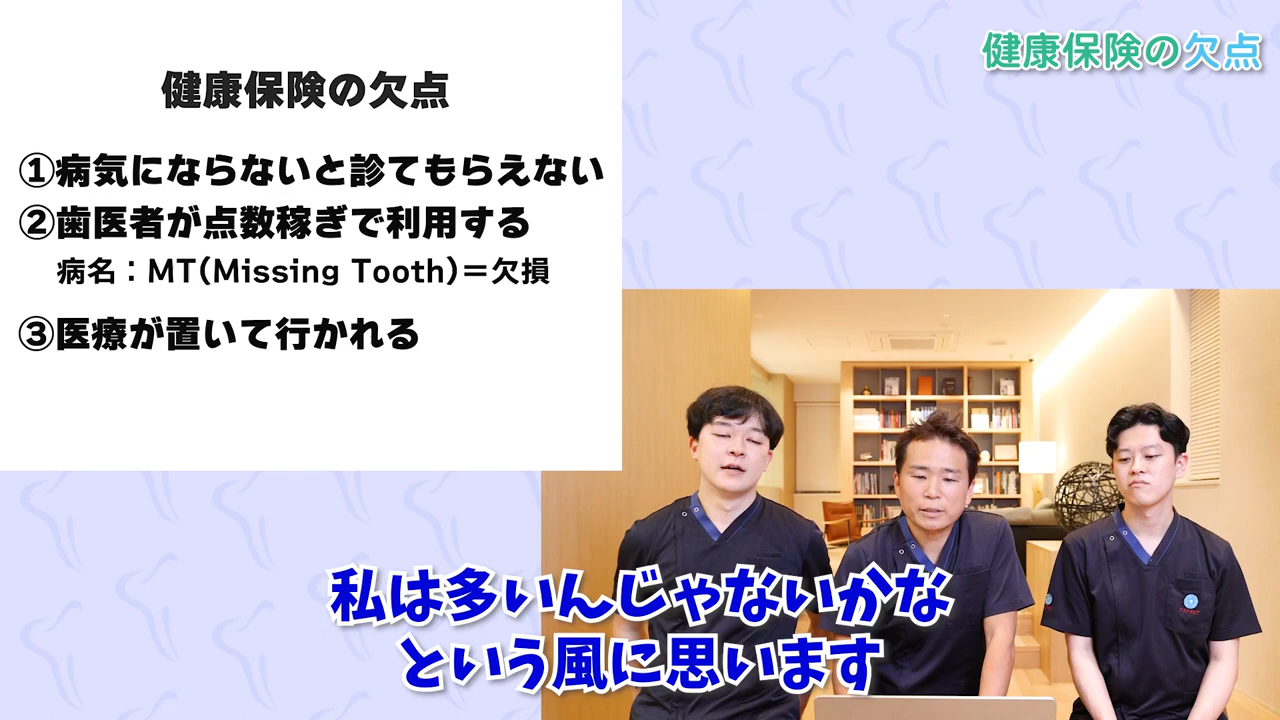 健康保険の欠点
健康保険の欠点
①病気にならないと診てもらえない
②歯医者が点数稼ぎで利用する
病名：MT(Missing Tooth)＝欠損
③医療が置いて行かれる
私は多いんじゃないかな
という風に思います